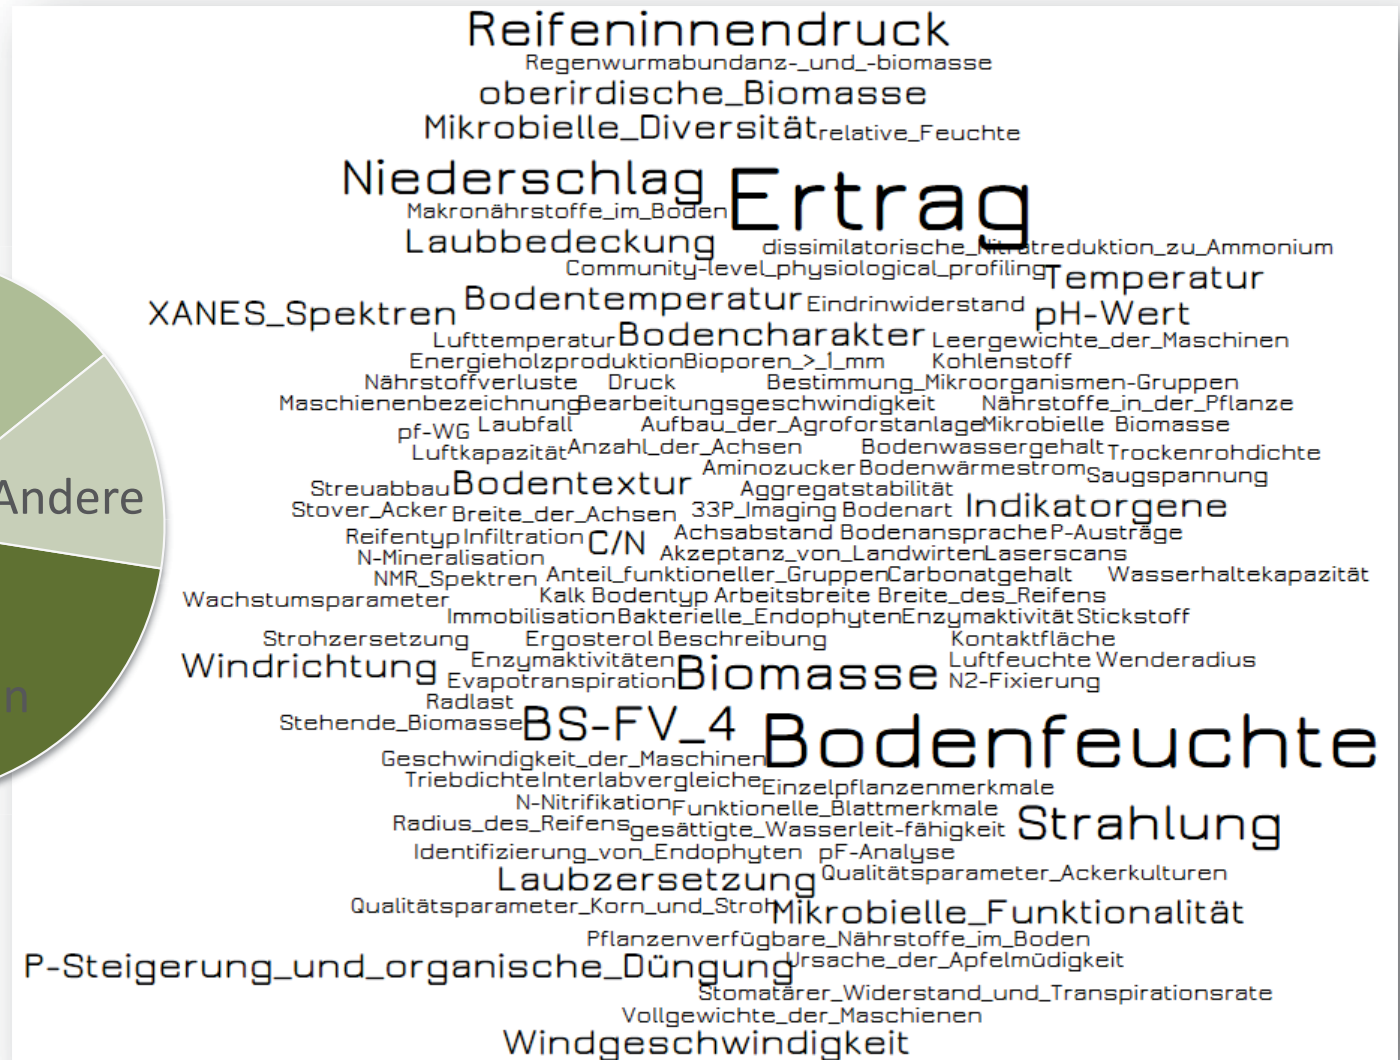 Reifeninnendruck
Regenwurmabundanz-_und_-biomasse
oberirdische_Biomasse
Mikrobielle_Diversität relative_Feuchte
Niederschlag Ertrag
Makronährstoffe_im_Boden
Laubbedeckung dissimilatorische_Nitratreduktion_zu_Ammonium
Community-level_physiological_profiling Temperatur
XANES_Spektren Bodentemperatur Eindrinwiderstand pH-Wert
Lufttemperatur Bodencharakter Leergewichte_der_Maschinen
Energieholzproduktion Bioporen_>_1_mm Kohlenstoff
Nährstoffverluste Druck Bestimmung_Mikroorganismen-Gruppen
Maschienenbezeichnung Bearbeitungsgeschwindigkeit Nährstoffe_in_der_Pflanze
pf-WG Laubfall Aufbau_der_Agroforstanlage Mikrobielle Biomasse
Luftkapazität Anzahl_der_Achsen Bodenwassergehalt Trockenrohdichte
Aminozucker Bodenwärmestrom Saugspannung
Streuabbau Bodentextur Aggregatstabilität
Andere
Stover_Acker Breite_der_Achsen 33P_Imaging Bodenart Indikatorgene
Reifentyp Infiltration C/N Achsabstand Bodenansprache P-Austräge
N-Mineralisation Akzeptanz_von_Landwirten Laserscans
NMR_Spektren Anteil_funktioneller_Gruppen Carbonatgehalt Wasserhaltekapazität
Wachstumsparameter Kalk Bodentyp Arbeitsbreite Breite_des_Reifens
Immobilisation Bakterielle_Endophyten Enzymaktivität Stickstoff
Strohzersetzung Ergosterol Beschreibung Kontaktfläche
Windrichtung Enzymaktivitäten Biomasse Luftfeuchte Wenderadius
Evapotranspiration N2-Fixierung
n
Radlast
Stehende_Biomasse BS-FV_4 Bodenfeuchte
Geschwindigkeit_der_Maschinen
Triebdichte Interlabvergleiche Einzelpflanzenmerkmale
N-Nitrifikation Funktionelle_Blattmerkmale
Radius_des_Reifens gesättigte_Wasserleit-fähigkeit Strahlung
Identifizierung_von_Endophyten pF-Analyse
Laubzersetzung Qualitätsparameter_Ackerkulturen
Qualitätsparameter_Korn_und_Stroh Mikrobielle_Funktionalität
Pflanzenverfügbare_Nährstoffe_im_Boden
P-Steigerung_und_organische_Düngung Ursache_der_Apfelmüdigkeit
Stomatärer_Widerstand_und_Transpirationsrate
Vollgewichte_der_Maschienen
Windgeschwindigkeit